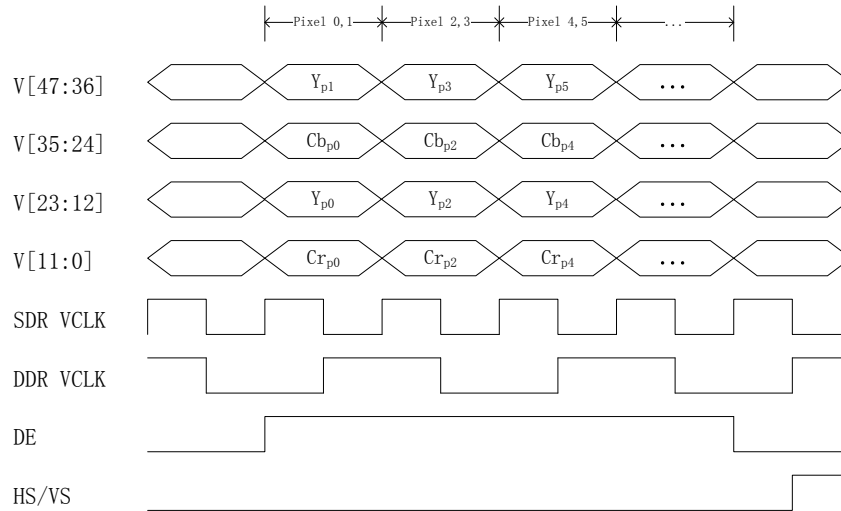 Pixel 0,1 Pixel 2,3 Pixel 4,5 ...
V[47:36] Yp1 Yp3 Yp5 ...
V[35:24] Cbp0 Cbp2 Cbp4 ...
V[23:12] Yp0 Yp2 Yp4 ...
V[11:0] Crp0 Crp2 Crp4 ...
SDR VCLK
DDR VCLK
DE
HS/VS